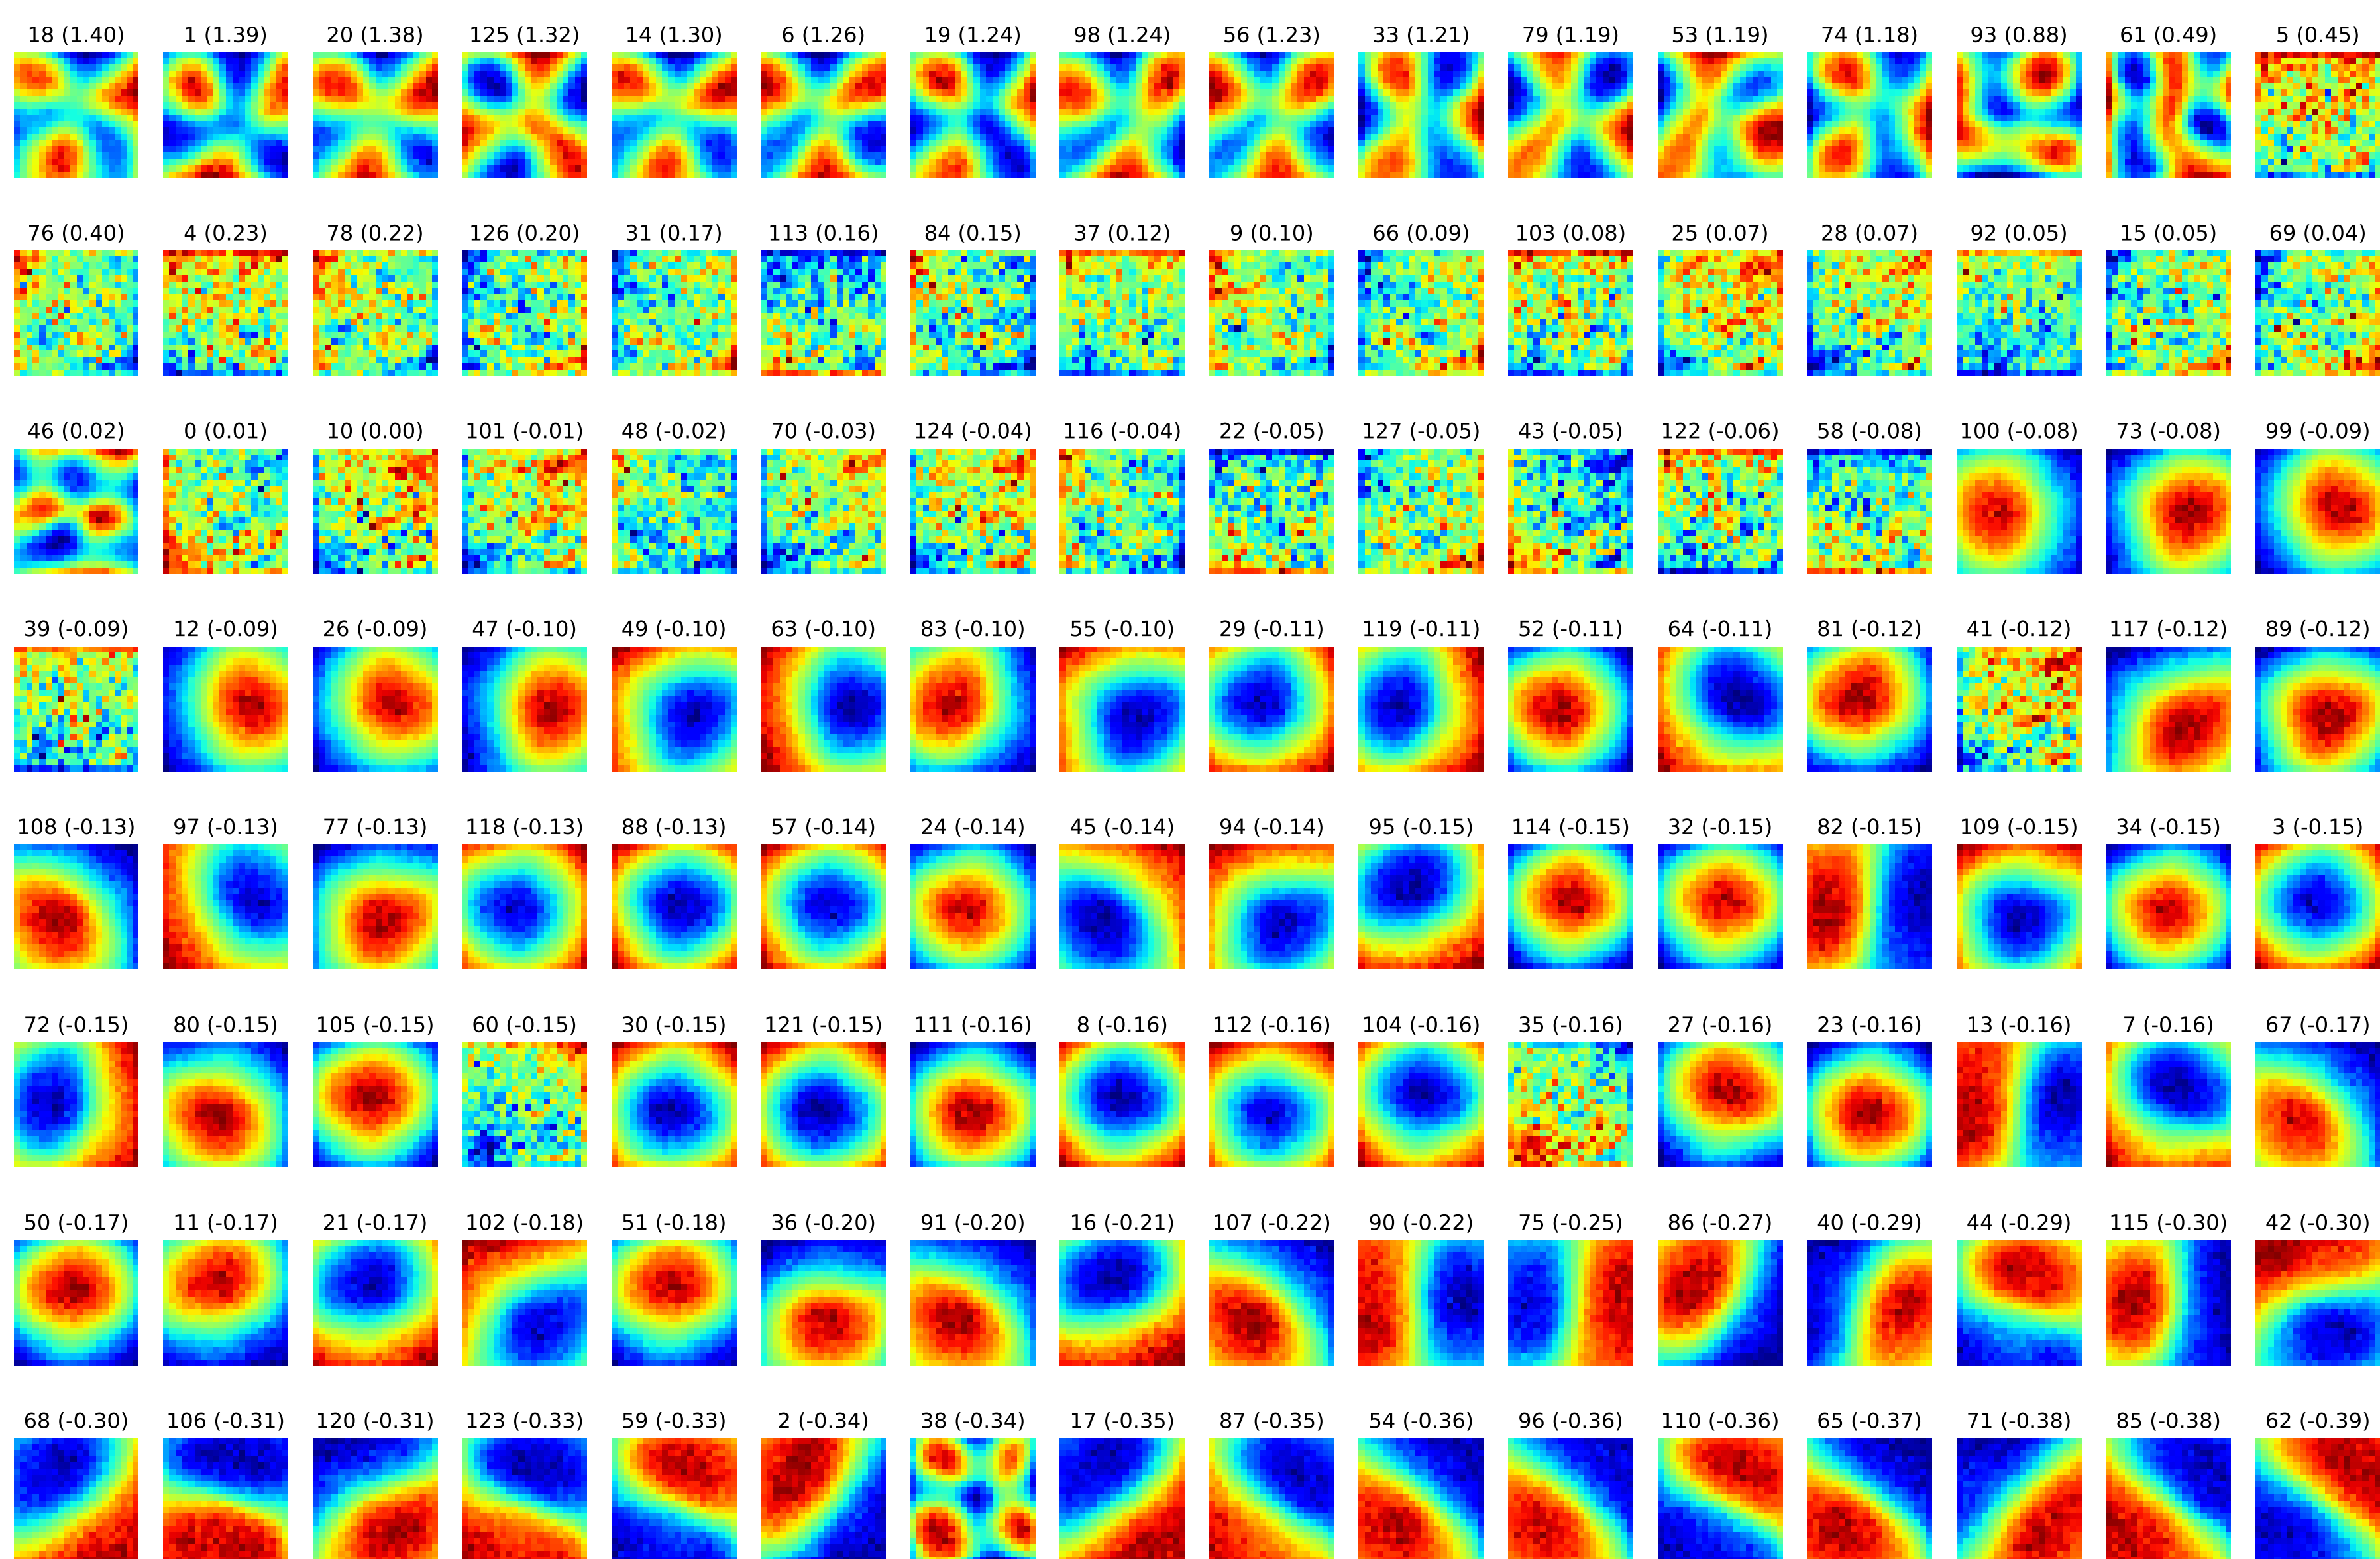 18 (1.40) 1 (1.39) 20 (1.38) 125 (1.32) 14 (1.30) 6 (1.26) 19 (1.24) 98 (1.24) 56 (1.23) 33 (1.21) 79 (1.19) 53 (1.19) 74 (1.18) 93 (0.88) 61 (0.49) 5 (0.45)
76 (0.40) 4 (0.23) 78 (0.22) 126 (0.20) 31 (0.17) 113 (0.16) 84 (0.15) 37 (0.12) 9 (0.10) 66 (0.09) 103 (0.08) 25 (0.07) 28 (0.07) 92 (0.05) 15 (0.05) 69 (0.04)
46 (0.02) 0 (0.01) 10 (0.00) 101 (-0.01) 48 (-0.02) 70 (-0.03) 124 (-0.04) 116 (-0.04) 22 (-0.05) 127 (-0.05) 43 (-0.05) 122 (-0.06) 58 (-0.08) 100 (-0.08) 73 (-0.08) 99 (-0.09)
39 (-0.09) 12 (-0.09) 26 (-0.09) 47 (-0.10) 49 (-0.10) 63 (-0.10) 83 (-0.10) 55 (-0.10) 29 (-0.11) 119 (-0.11) 52 (-0.11) 64 (-0.11) 81 (-0.12) 41 (-0.12) 117 (-0.12) 89 (-0.12)
108 (-0.13) 97 (-0.13) 77 (-0.13) 118 (-0.13) 88 (-0.13) 57 (-0.14) 24 (-0.14) 45 (-0.14) 94 (-0.14) 95 (-0.15) 114 (-0.15) 32 (-0.15) 82 (-0.15) 109 (-0.15) 34 (-0.15) 3 (-0.15)
72 (-0.15) 80 (-0.15) 105 (-0.15) 60 (-0.15) 30 (-0.15) 121 (-0.15) 111 (-0.16) 8 (-0.16) 112 (-0.16) 104 (-0.16) 35 (-0.16) 27 (-0.16) 23 (-0.16) 13 (-0.16) 7 (-0.16) 67 (-0.17)
50 (-0.17) 11 (-0.17) 21 (-0.17) 102 (-0.18) 51 (-0.18) 36 (-0.20) 91 (-0.20) 16 (-0.21) 107 (-0.22) 90 (-0.22) 75 (-0.25) 86 (-0.27) 40 (-0.29) 44 (-0.29) 115 (-0.30) 42 (-0.30)
68 (-0.30) 106 (-0.31) 120 (-0.31) 123 (-0.33) 59 (-0.33) 2 (-0.34) 38 (-0.34) 17 (-0.35) 87 (-0.35) 54 (-0.36) 96 (-0.36) 110 (-0.36) 65 (-0.37) 71 (-0.38) 85 (-0.38) 62 (-0.39)